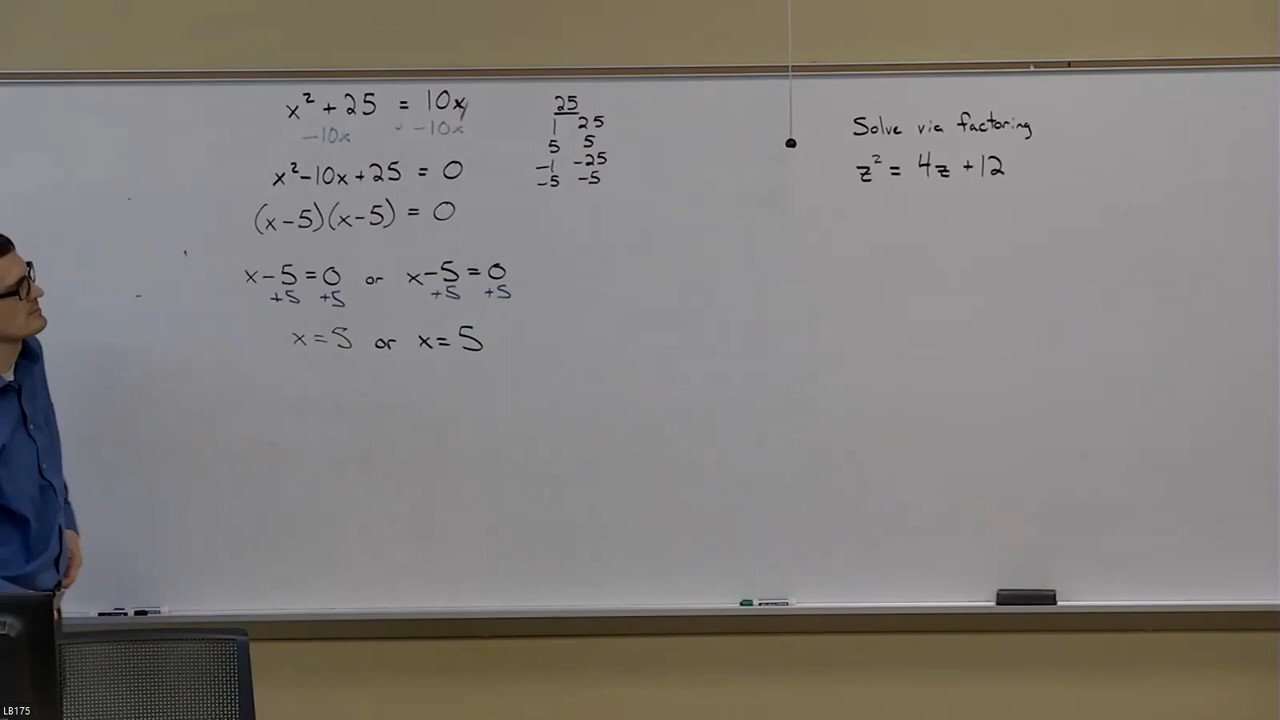 x² + 25 = 10x
-10x - -10x
x² - 10x + 25 = 0
(x - 5)(x - 5) = 0
x - 5 = 0 or x - 5 = 0
+5 +5 +5 +5
x = 5 or x = 5
25
1 25
5 5
-1 -25
-5 -5
Solve via factoring
z² = 4z + 12
LB175